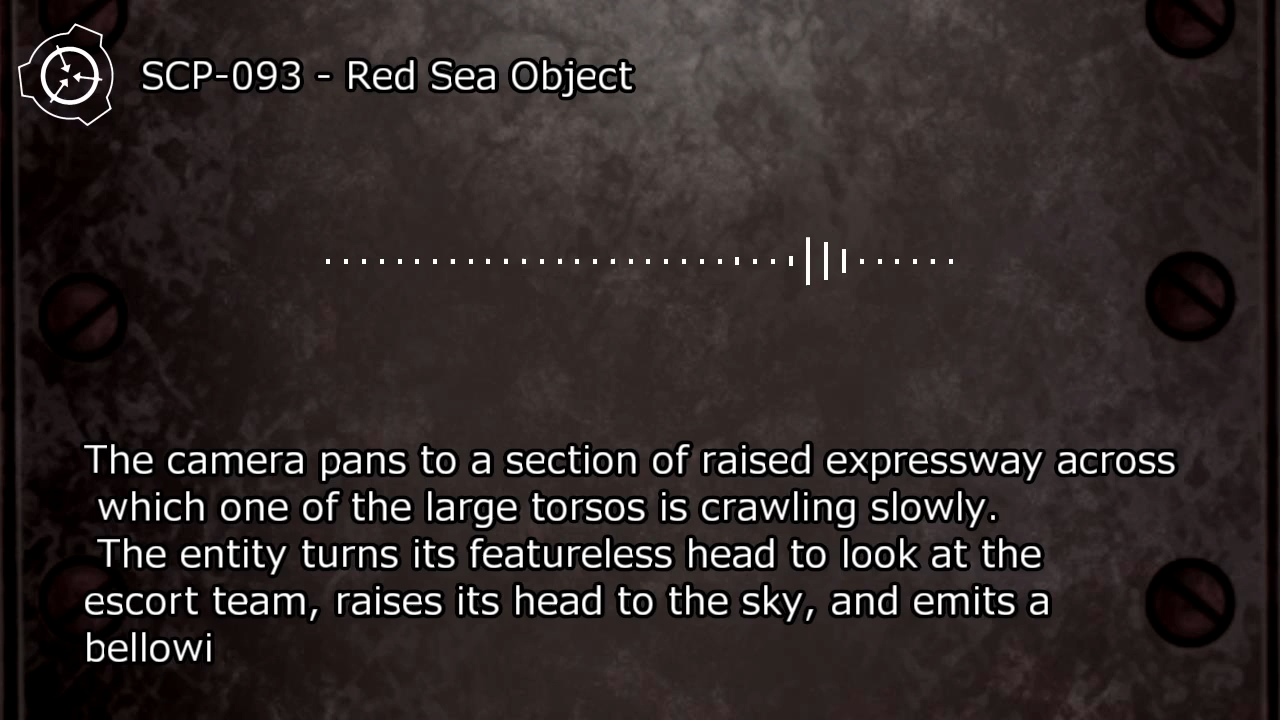 SCP-093 - Red Sea Object
The camera pans to a section of raised expressway across
which one of the large torsos is crawling slowly.
The entity turns its featureless head to look at the
escort team, raises its head to the sky, and emits a
bellowi